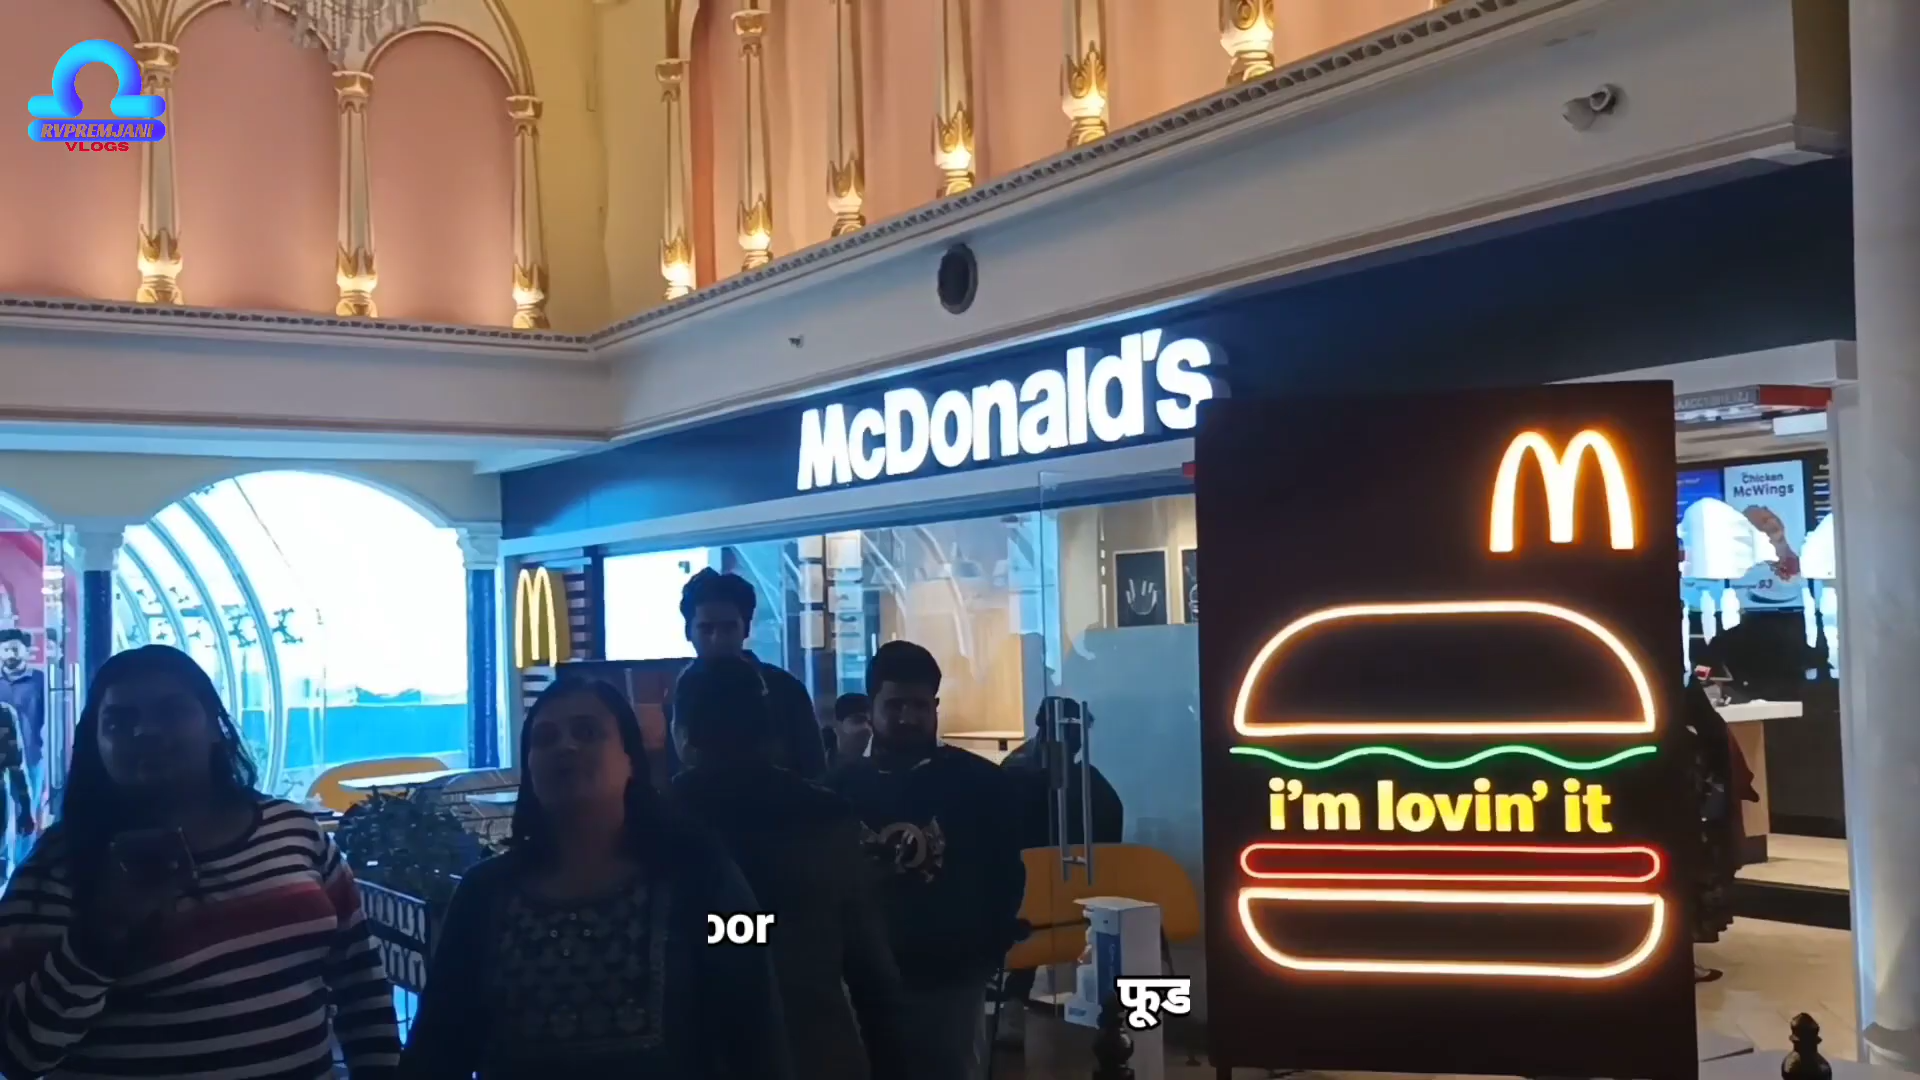 RVPREMJANI
VLOGS
McDonald's
Chicken
McWings
i'm lovin' it
oor
फूड